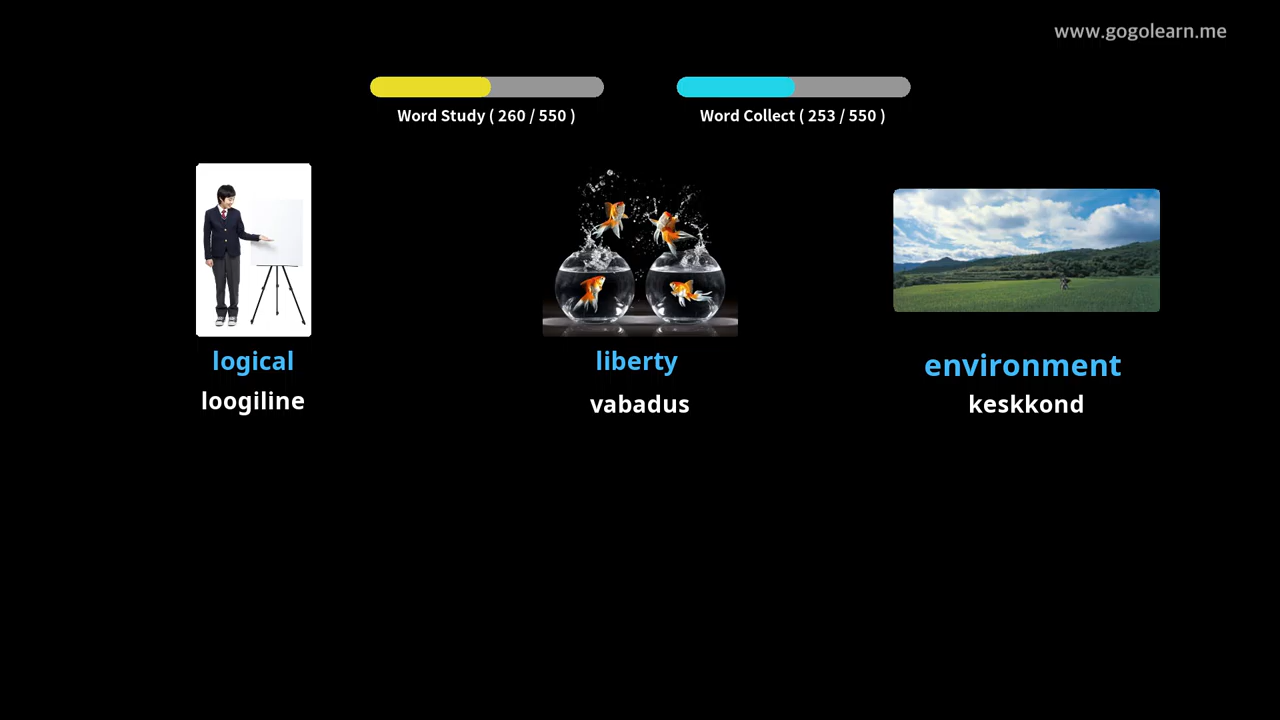 www.gogolearn.me
Word Study ( 260 / 550 )
Word Collect ( 253 / 550 )
logical
loogiline
liberty
vabadus
environment
keskkond